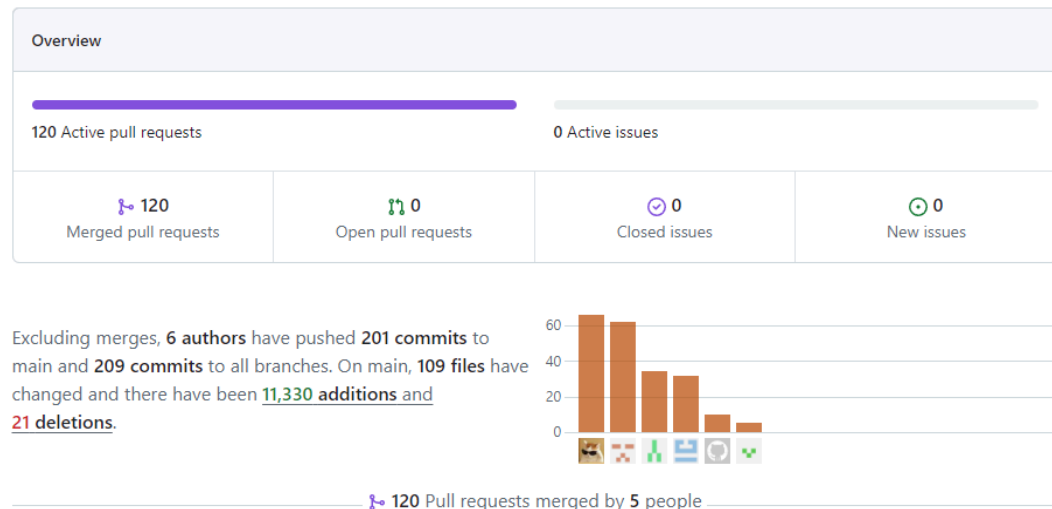 Overview
120 Active pull requests
0 Active issues
120
Merged pull requests
0
Open pull requests
0
Closed issues
0
New issues
Excluding merges, 6 authors have pushed 201 commits to
main and 209 commits to all branches. On main, 109 files have
changed and there have been 11,330 additions and
21 deletions.
60
40
20
0
120 Pull requests merged by 5 people